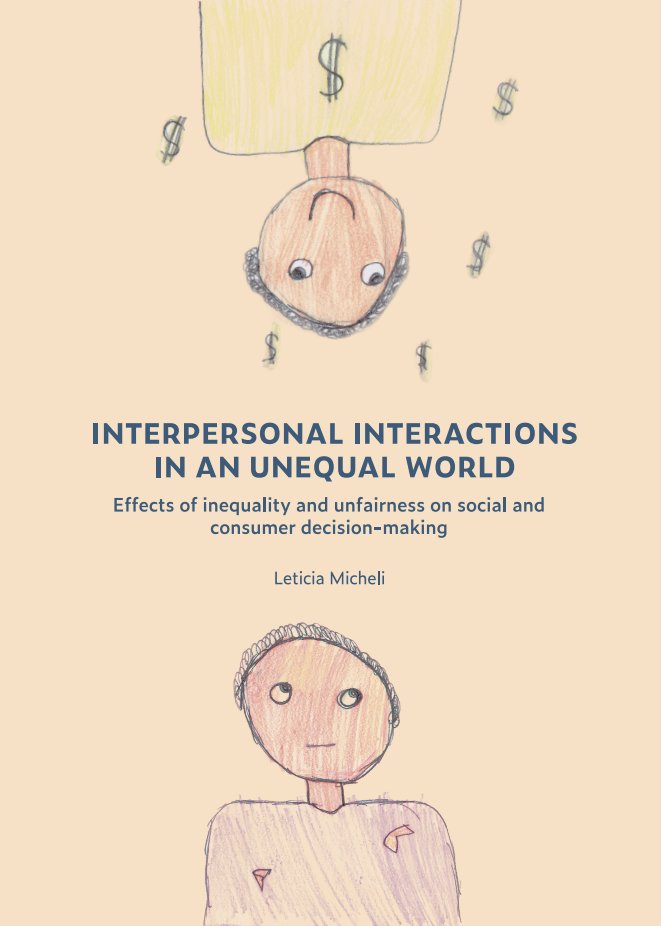 $
$
$
$
$
$
INTERPERSONAL INTERACTIONS
IN AN UNEQUAL WORLD
Effects of inequality and unfairness on social and
consumer decision-making
Leticia Micheli